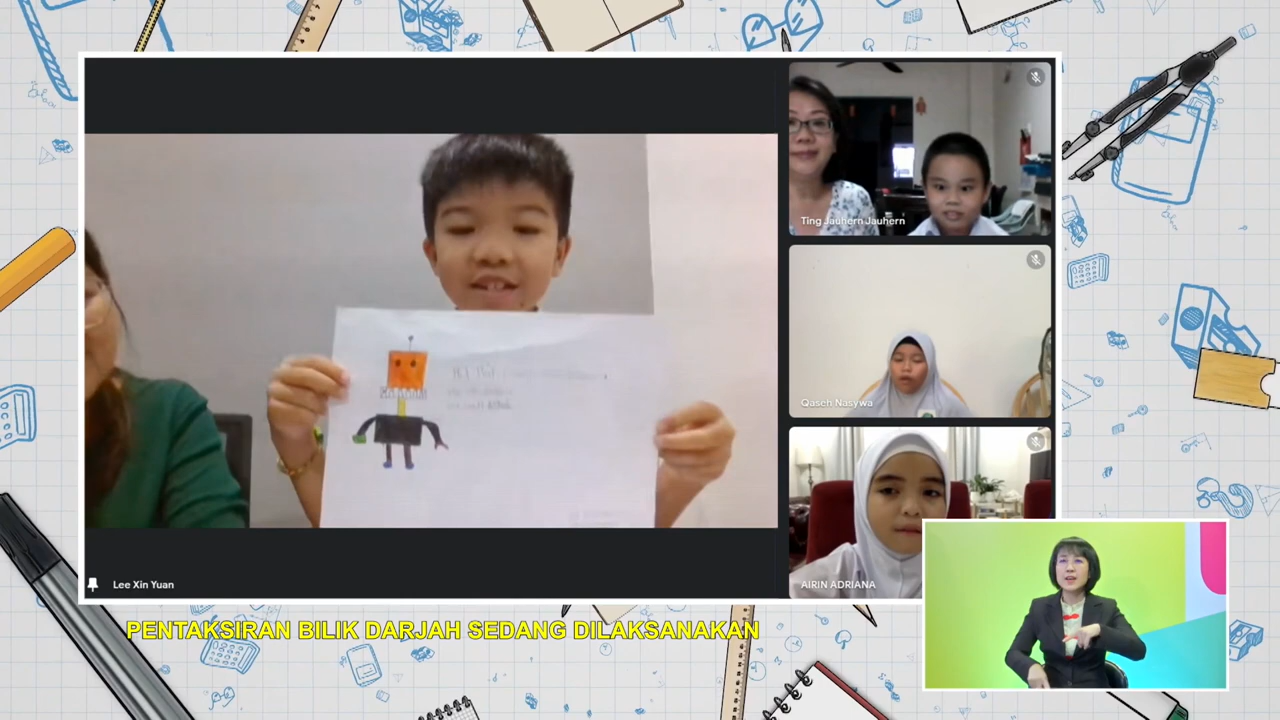 Ting Jauhern Jauhern
Qaseh Nasywa
AIRIN ADRIANA
Lee Xin Yuan
PENTAKSIRAN BILIK DARJAH SEDANG DILAKSANAKAN